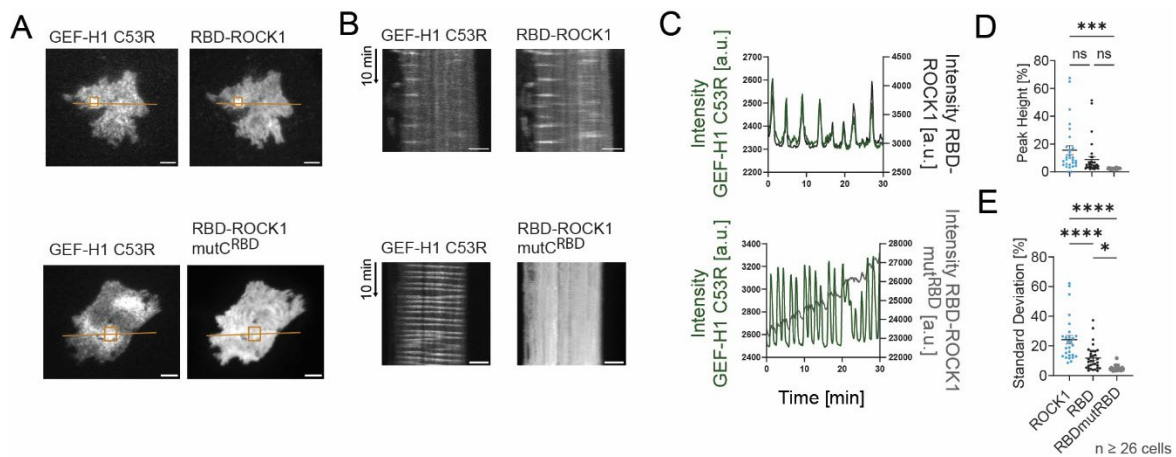 A
GEF-H1 C53R
RBD-ROCK1
GEF-H1 C53R
RBD-ROCK1
mutC^RBD
B
GEF-H1 C53R
RBD-ROCK1
10 min
GEF-H1 C53R
RBD-ROCK1
mutC^RBD
10 min
C
Intensity
GEF-H1 C53R [a.u.]
2700
2600
2500
2400
2300
2200
0
10
20
30
4500
4000
3500
3000
2500
Intensity RBD-
ROCK1 [a.u.]
Intensity
GEF-H1 C53R [a.u.]
3400
3200
3000
2800
2600
2400
0
10
20
30
28000
27000
26000
25000
24000
23000
22000
Intensity RBD-ROCK1
mut^RBD [a.u.]
Time [min]
D
***
ns
ns
Peak Height [%]
80
60
40
20
0
E
****
****
*
Standard Deviation [%]
80
60
40
20
0
ROCK1
RBD
RBDmutRBD
n ≥ 26 cells